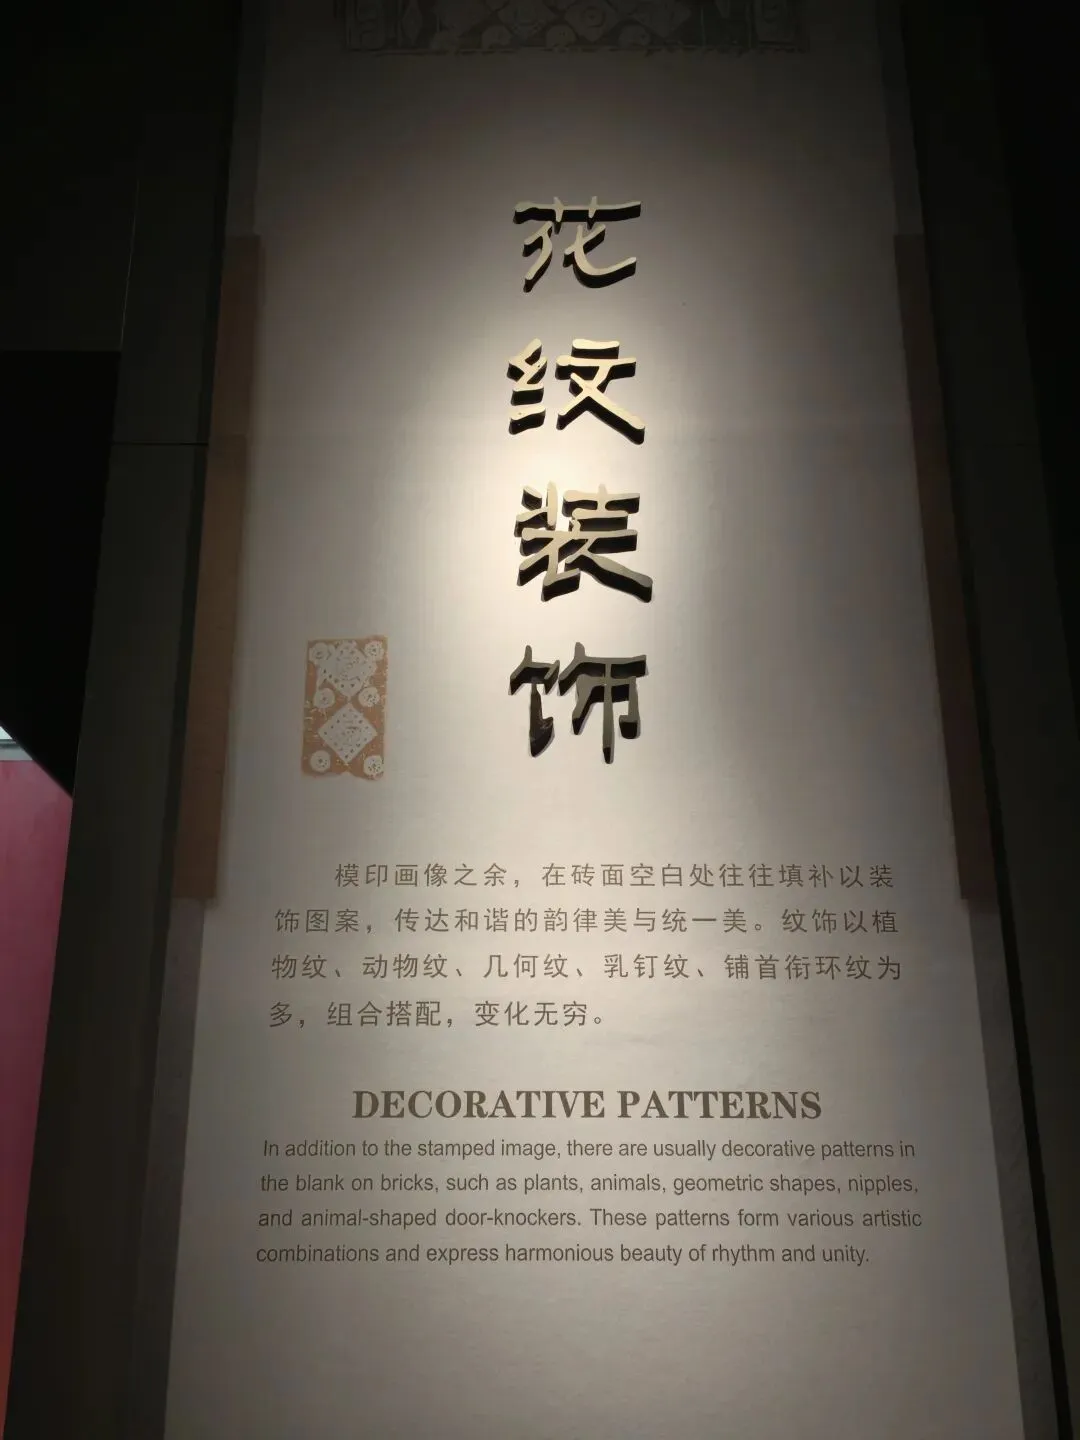 花纹装饰
模印画像之余，在砖面空白处往往填补以装
饰图案，传达和谐的韵律美与统一美。纹饰以植
物纹、动物纹、几何纹、乳钉纹、铺首衔环纹为
多，组合搭配，变化无穷。
DECORATIVE PATTERNS
In addition to the stamped image, there are usually decorative patterns in
the blank on bricks, such as plants, animals, geometric shapes, nipples,
and animal-shaped door-knockers. These patterns form various artistic
combinations and express harmonious beauty of rhythm and unity.